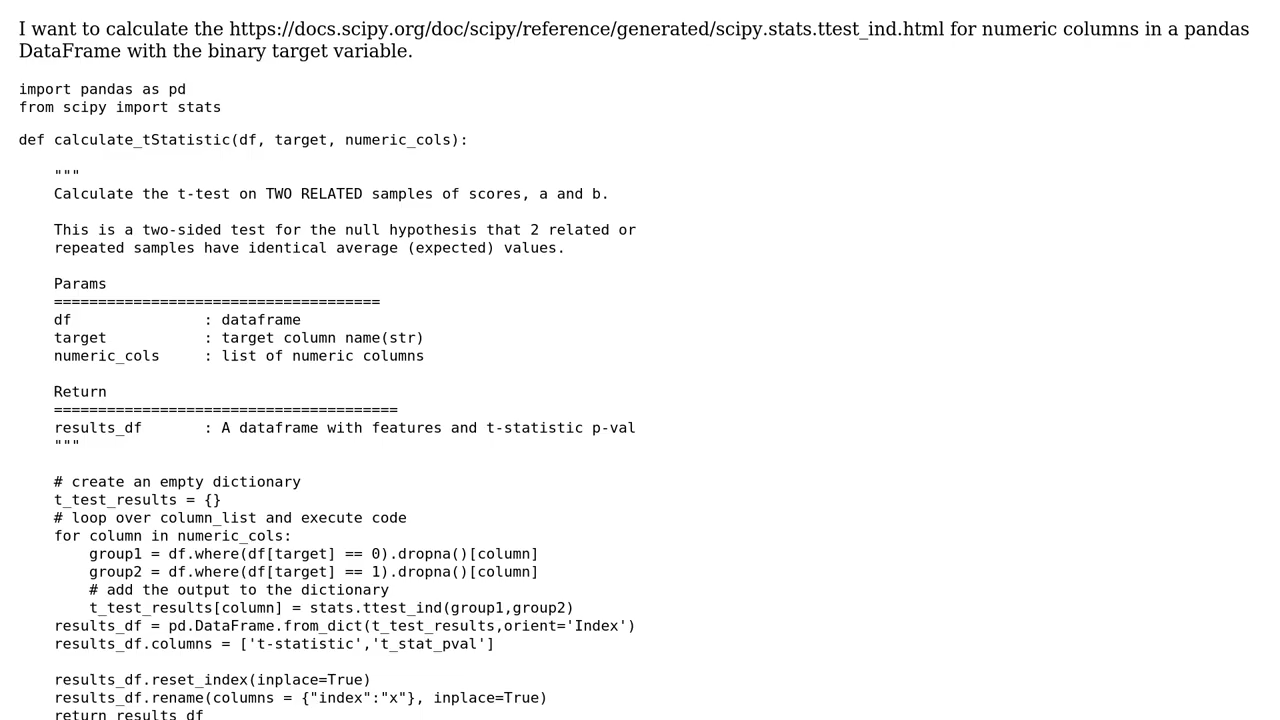 I want to calculate the https://docs.scipy.org/doc/scipy/reference/generated/scipy.stats.ttest_ind.html for numeric columns in a pandas
DataFrame with the binary target variable.
import pandas as pd
from scipy import stats
def calculate_tStatistic(df, target, numeric_cols):
    """
    Calculate the t-test on TWO RELATED samples of scores, a and b.
    This is a two-sided test for the null hypothesis that 2 related or
    repeated samples have identical average (expected) values.
    Params
    =====================================
    df               : dataframe
    target           : target column name(str)
    numeric_cols     : list of numeric columns
    Return
    =======================================
    results_df       : A dataframe with features and t-statistic p-val
    """
    # create an empty dictionary
    t_test_results = {}
    # loop over column_list and execute code
    for column in numeric_cols:
        group1 = df.where(df[target] == 0).dropna()[column]
        group2 = df.where(df[target] == 1).dropna()[column]
        # add the output to the dictionary
        t_test_results[column] = stats.ttest_ind(group1,group2)
    results_df = pd.DataFrame.from_dict(t_test_results,orient='Index')
    results_df.columns = ['t-statistic','t_stat_pval']
    results_df.reset_index(inplace=True)
    results_df.rename(columns = {"index":"x"}, inplace=True)
    return results_df